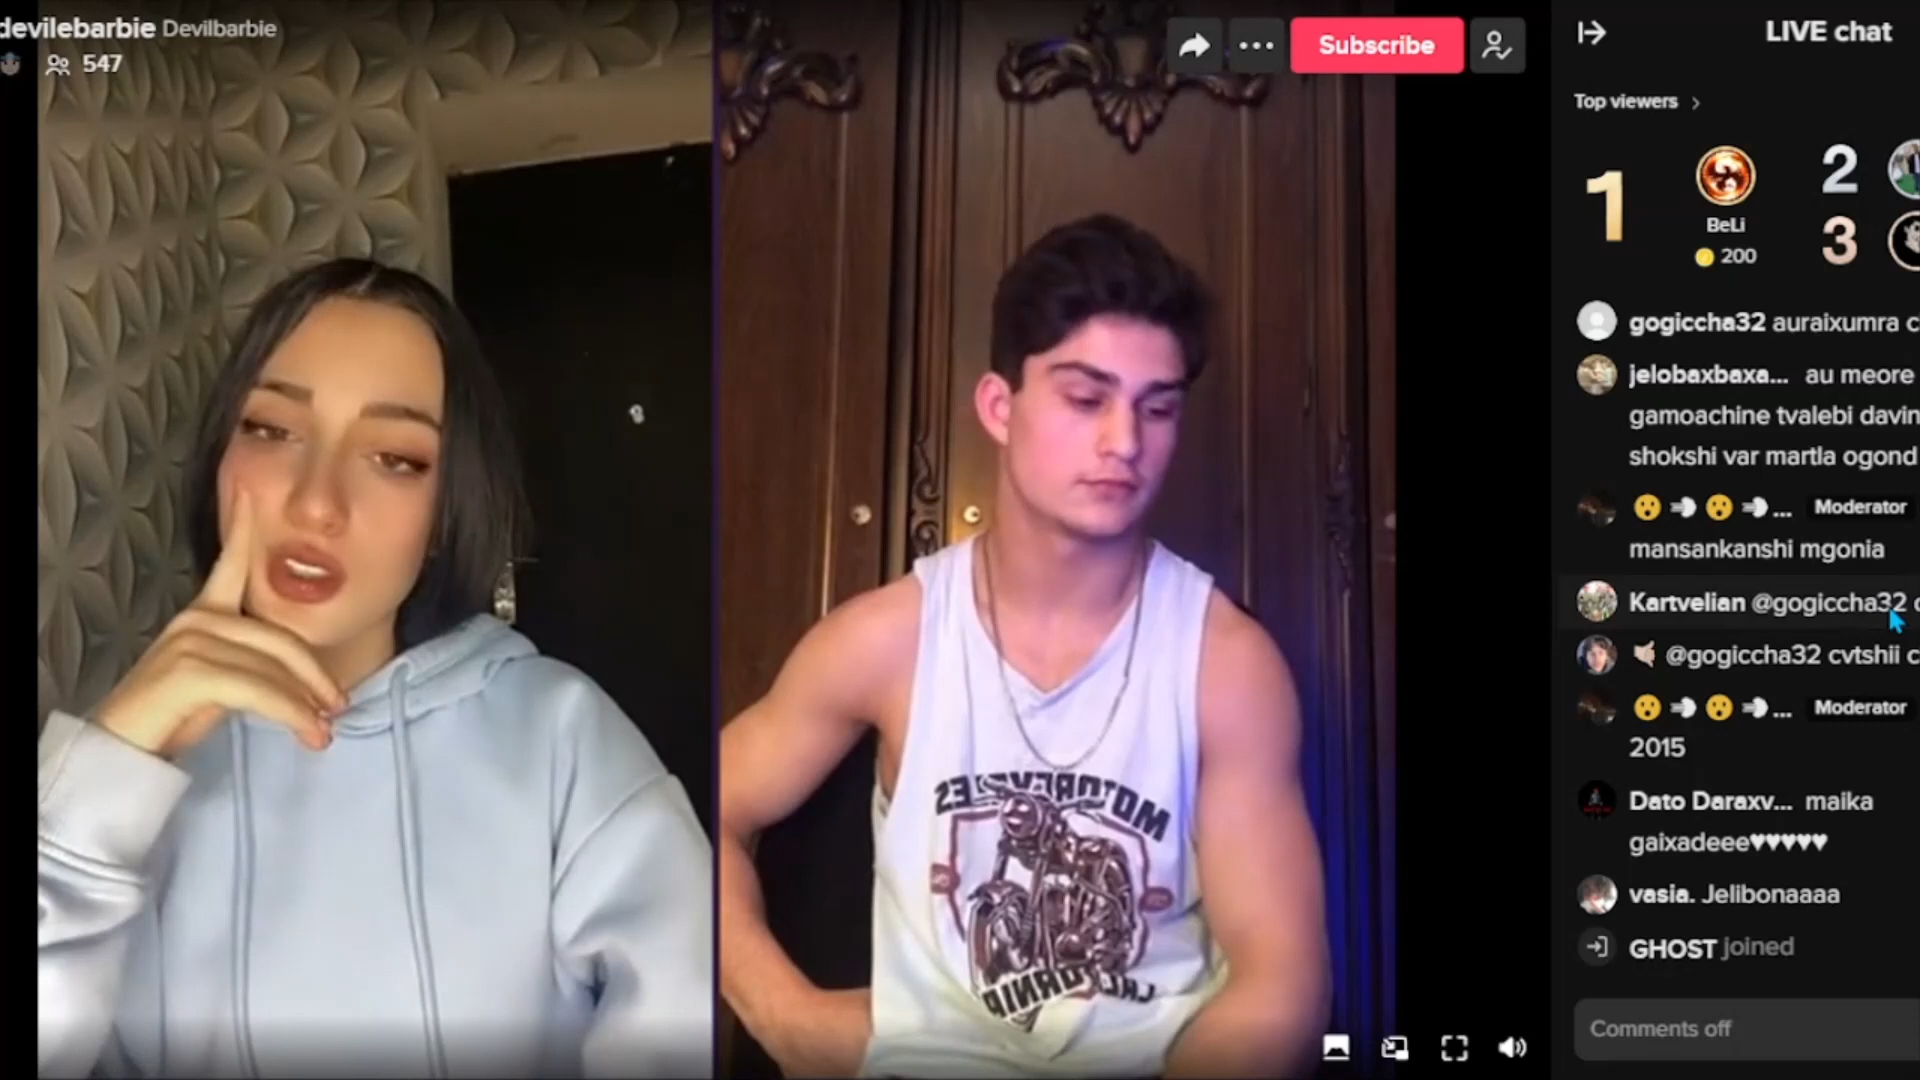 devilebarbie Devilbarbie
547
Subscribe
LIVE chat
Top viewers
1
BeLi
200
2
3
gogiccha32 auraixumra c
jelobaxbaxa... au meore
gamoachine tvalebi davin
shokshi var martla ogond
... Moderator
mansankanshi mgonia
Kartvelian @gogiccha32 c
@gogiccha32 cvtshii c
... Moderator
2015
Dato Daraxv... maika
gaixadeee♥♥♥♥♥
vasia. Jelibonaaaa
GHOST joined
Comments off
MOTORCYCLES
CALIFORNIA